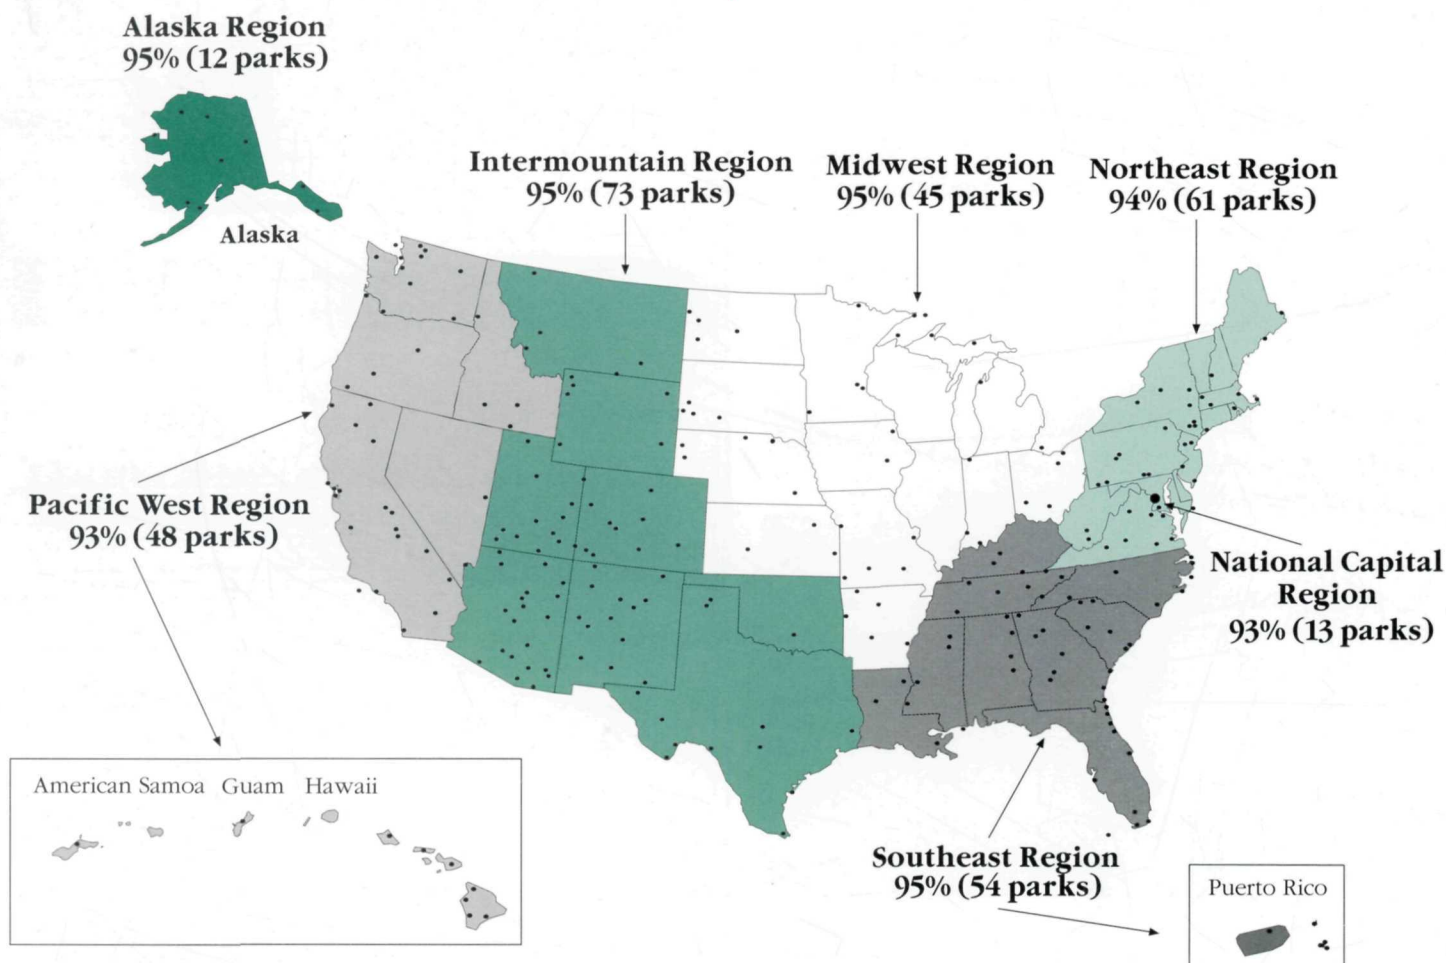 Alaska Region
95% (12 parks)
Alaska
Intermountain Region
95% (73 parks)
Midwest Region
95% (45 parks)
Northeast Region
94% (61 parks)
Pacific West Region
93% (48 parks)
National Capital
Region
93% (13 parks)
American Samoa Guam Hawaii
Southeast Region
95% (54 parks)
Puerto Rico